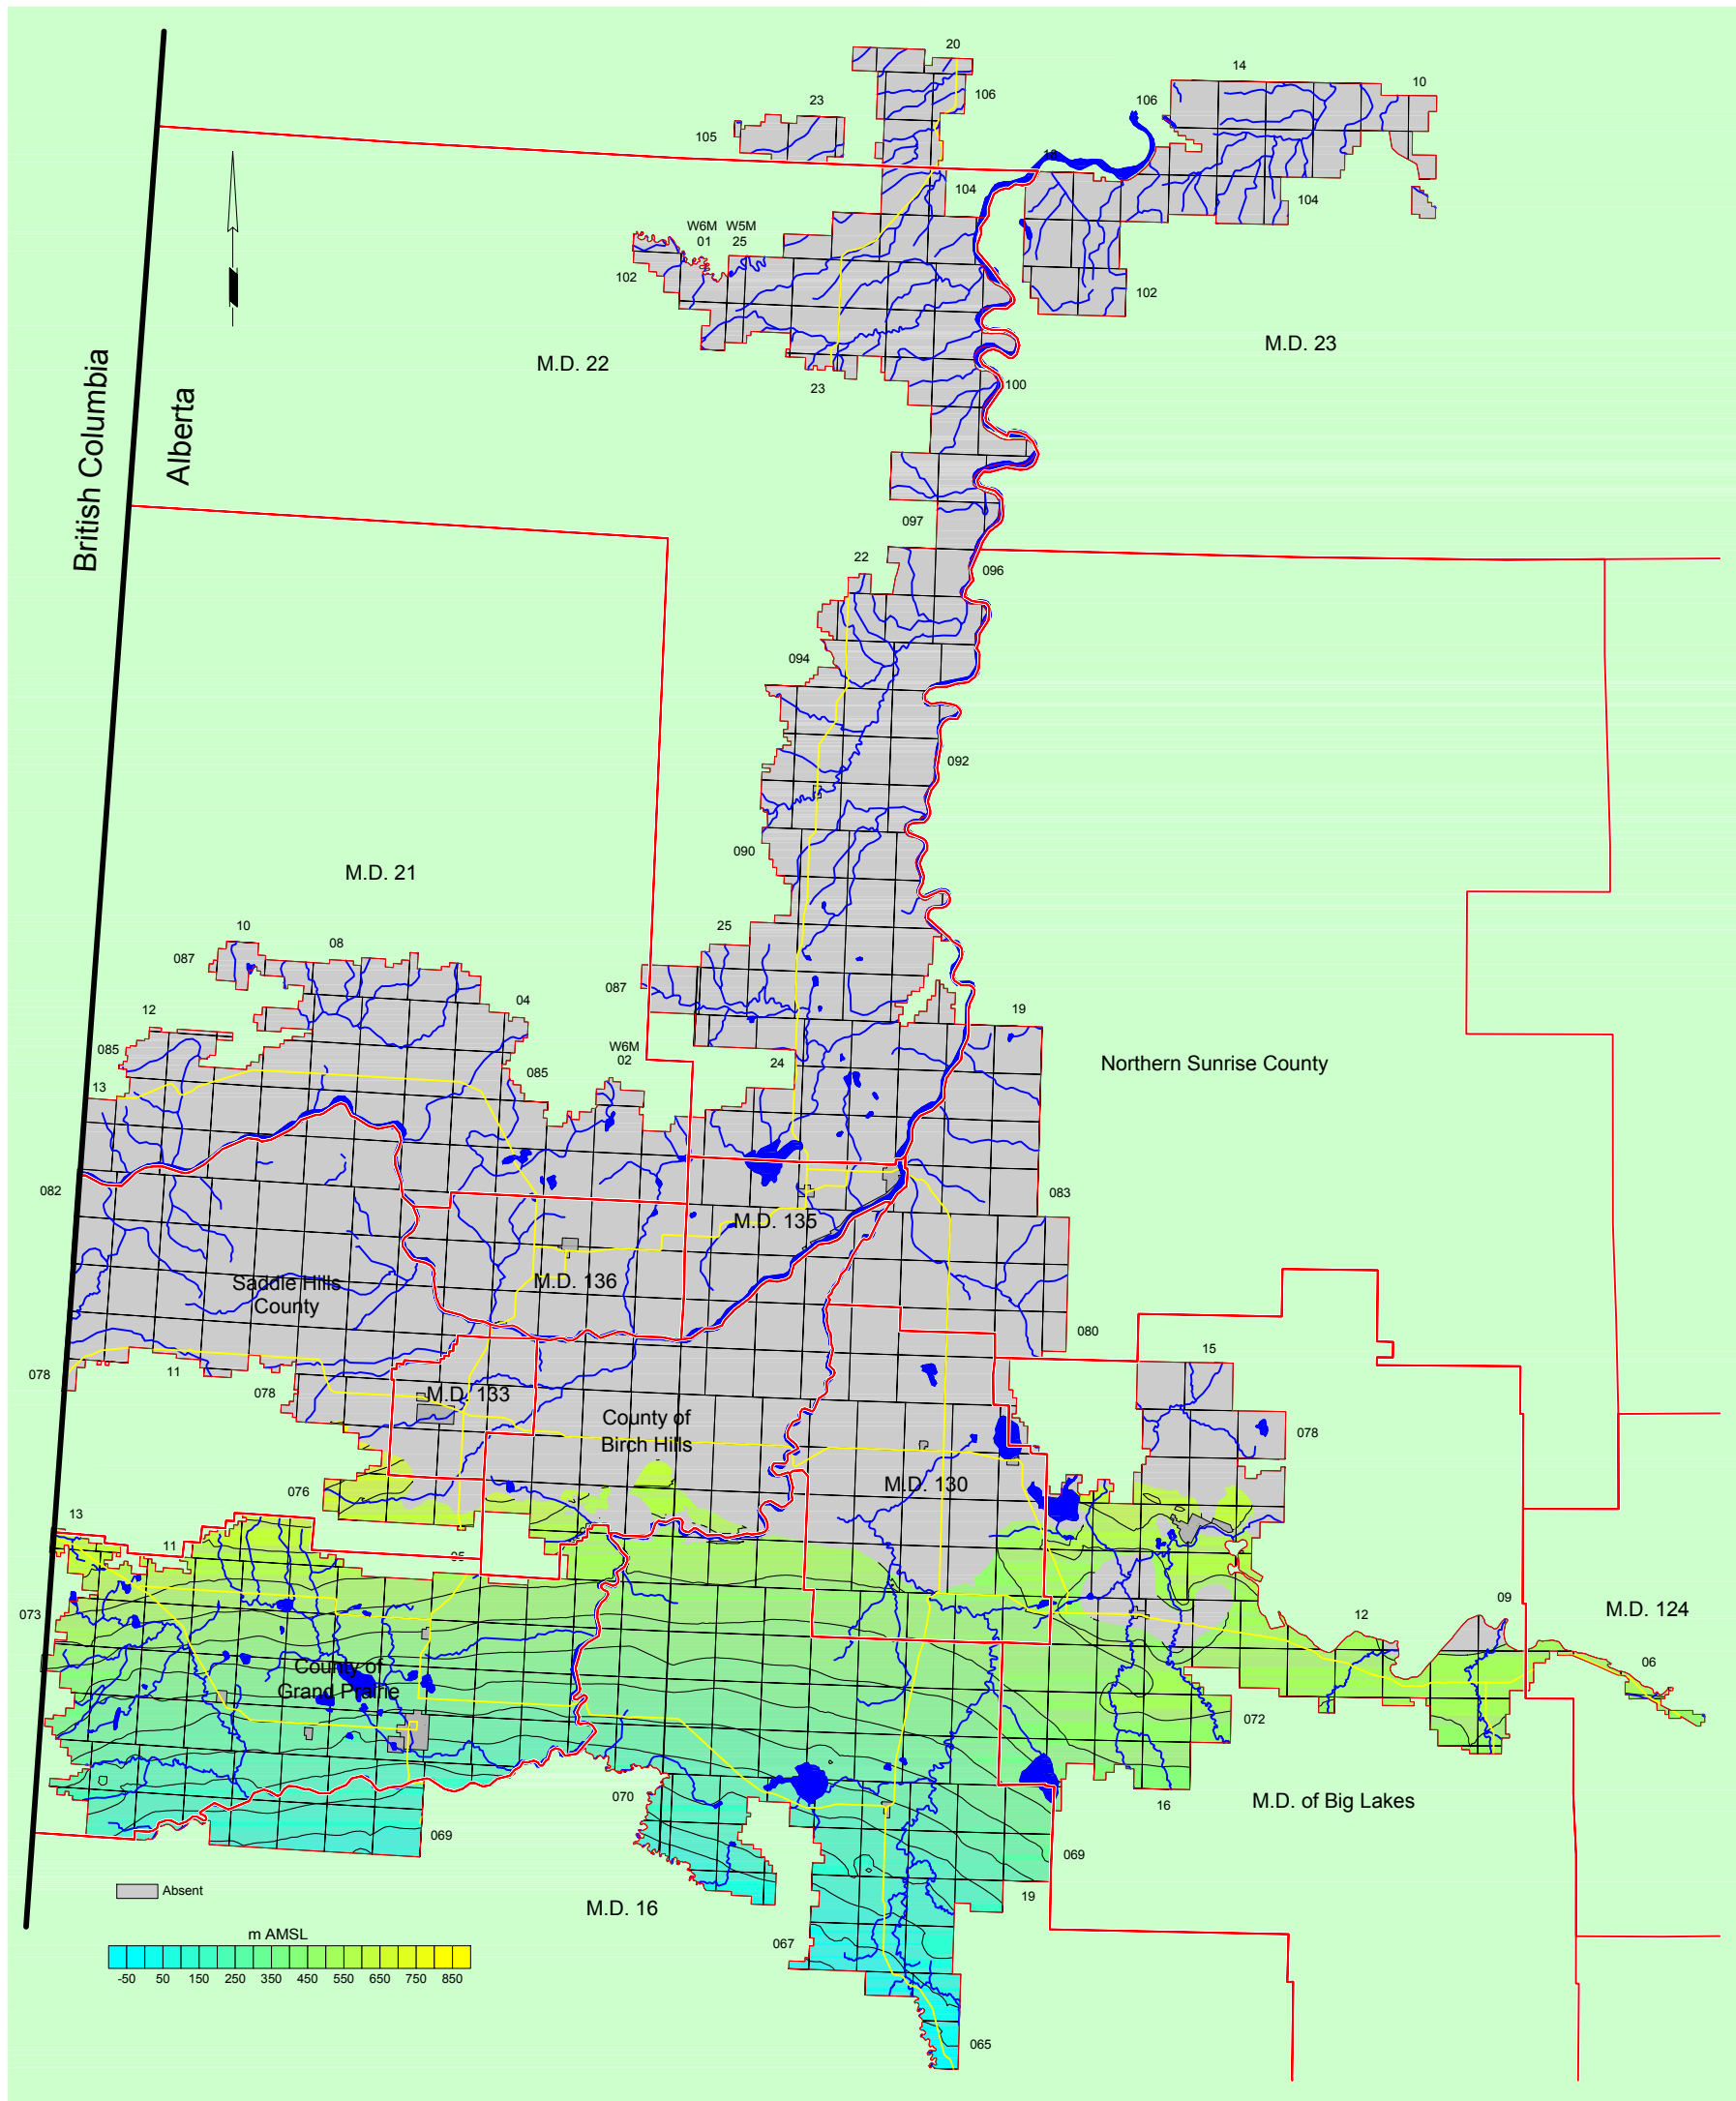 20
14
10
106
106
23
105
18
104
104
W6M W5M
01 25
102
102
M.D. 22
M.D. 23
23
100
British Columbia
Alberta
097
22
096
094
092
090
M.D. 21
10
08
25
087
087
04
12
19
085
W6M
02
24
085
13
Northern Sunrise County
082
083
M.D. 135
Saddle Hills
County
M.D. 136
080
15
078
11
078
M.D. 133
County of
Birch Hills
078
M.D. 130
076
13
11
05
073
09
12
M.D. 124
06
County of
Grand Prairie
072
070
16
M.D. of Big Lakes
069
069
Absent
19
M.D. 16
m AMSL
067
-50 50 150 250 350 450 550 650 750 850
065